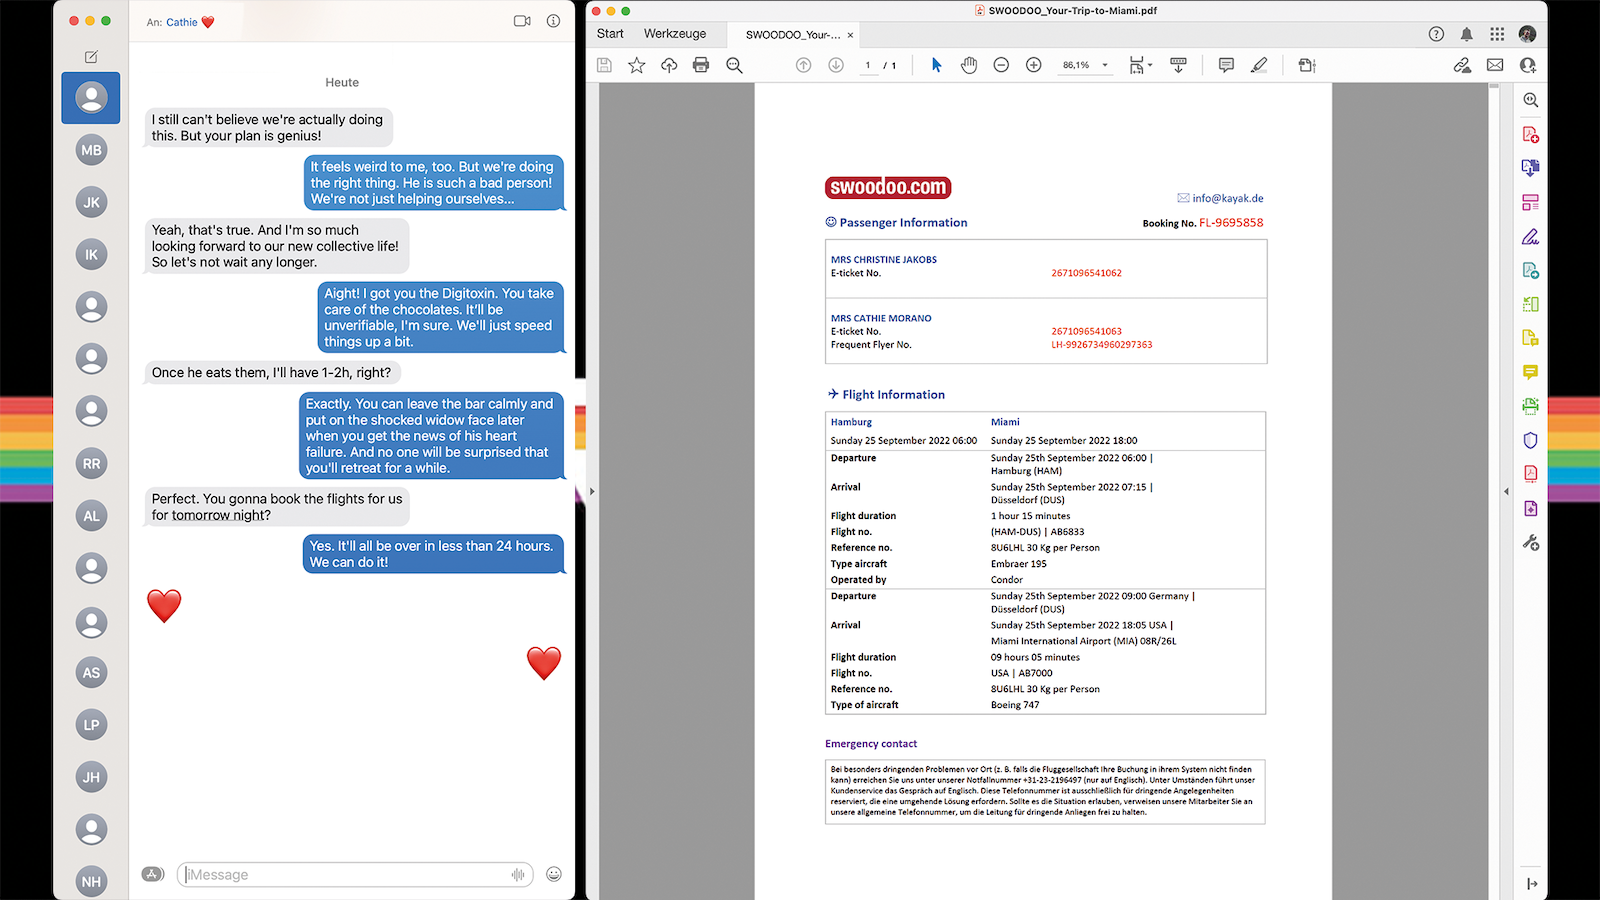 An: Cathie ❤️
MB
JK
IK
RR
AL
AS
LP
JH
NH
Heute
I still can't believe we're actually doing
this. But your plan is genius!
It feels weird to me, too. But we're doing
the right thing. He is such a bad person!
We're not just helping ourselves...
Yeah, that's true. And I'm so much
looking forward to our new collective life!
So let's not wait any longer.
Aight! I got you the Digitoxin. You take
care of the chocolates. It'll be
unverifiable, I'm sure. We'll just speed
things up a bit.
Once he eats them, I'll have 1-2h, right?
Exactly. You can leave the bar calmly and
put on the shocked widow face later
when you get the news of his heart
failure. And no one will be surprised that
you'll retreat for a while.
Perfect. You gonna book the flights for us
for tomorrow night?
Yes. It'll all be over in less than 24 hours.
We can do it!
❤️
❤️
iMessage
SWOODOO_Your-Trip-to-Miami.pdf
Start Werkzeuge SWOODOO_Your-... ×
1 / 1 86,1%
swoodoo.com
info@kayak.de
Passenger Information Booking No. FL-9695858
MRS CHRISTINE JAKOBS
E-ticket No. 2671096541062
MRS CATHIE MORANO
E-ticket No. 2671096541063
Frequent Flyer No. LH-9926734960297363
Flight Information
Hamburg Miami
Sunday 25 September 2022 06:00 Sunday 25 September 2022 18:00
Departure Sunday 25th September 2022 06:00 |
Hamburg (HAM)
Arrival Sunday 25th September 2022 07:15 |
Düsseldorf (DUS)
Flight duration 1 hour 15 minutes
Flight no. (HAM-DUS) | AB6833
Reference no. 8U6LHL 30 Kg per Person
Type aircraft Embraer 195
Operated by Condor
Departure Sunday 25th September 2022 09:00 Germany |
Düsseldorf (DUS)
Arrival Sunday 25th September 2022 18:05 USA |
Miami International Airport (MIA) 08R/26L
Flight duration 09 hours 05 minutes
Flight no. USA | AB7000
Reference no. 8U6LHL 30 Kg per Person
Type of aircraft Boeing 747
Emergency contact
Bei besonders dringenden Problemen vor Ort (z. B. falls die Fluggesellschaft Ihre Buchung in ihrem System nicht finden
kann) erreichen Sie uns unter unserer Notfallnummer +31-23-2196497 (nur auf Englisch). Unter Umständen führt unser
Kundenservice das Gespräch auf Englisch. Diese Telefonnummer ist ausschließlich für dringende Angelegenheiten
reserviert, die eine umgehende Lösung erfordern. Sollte es die Situation erlauben, verweisen unsere Mitarbeiter Sie an
unsere allgemeine Telefonnummer, um die Leitung für dringende Anliegen frei zu halten.